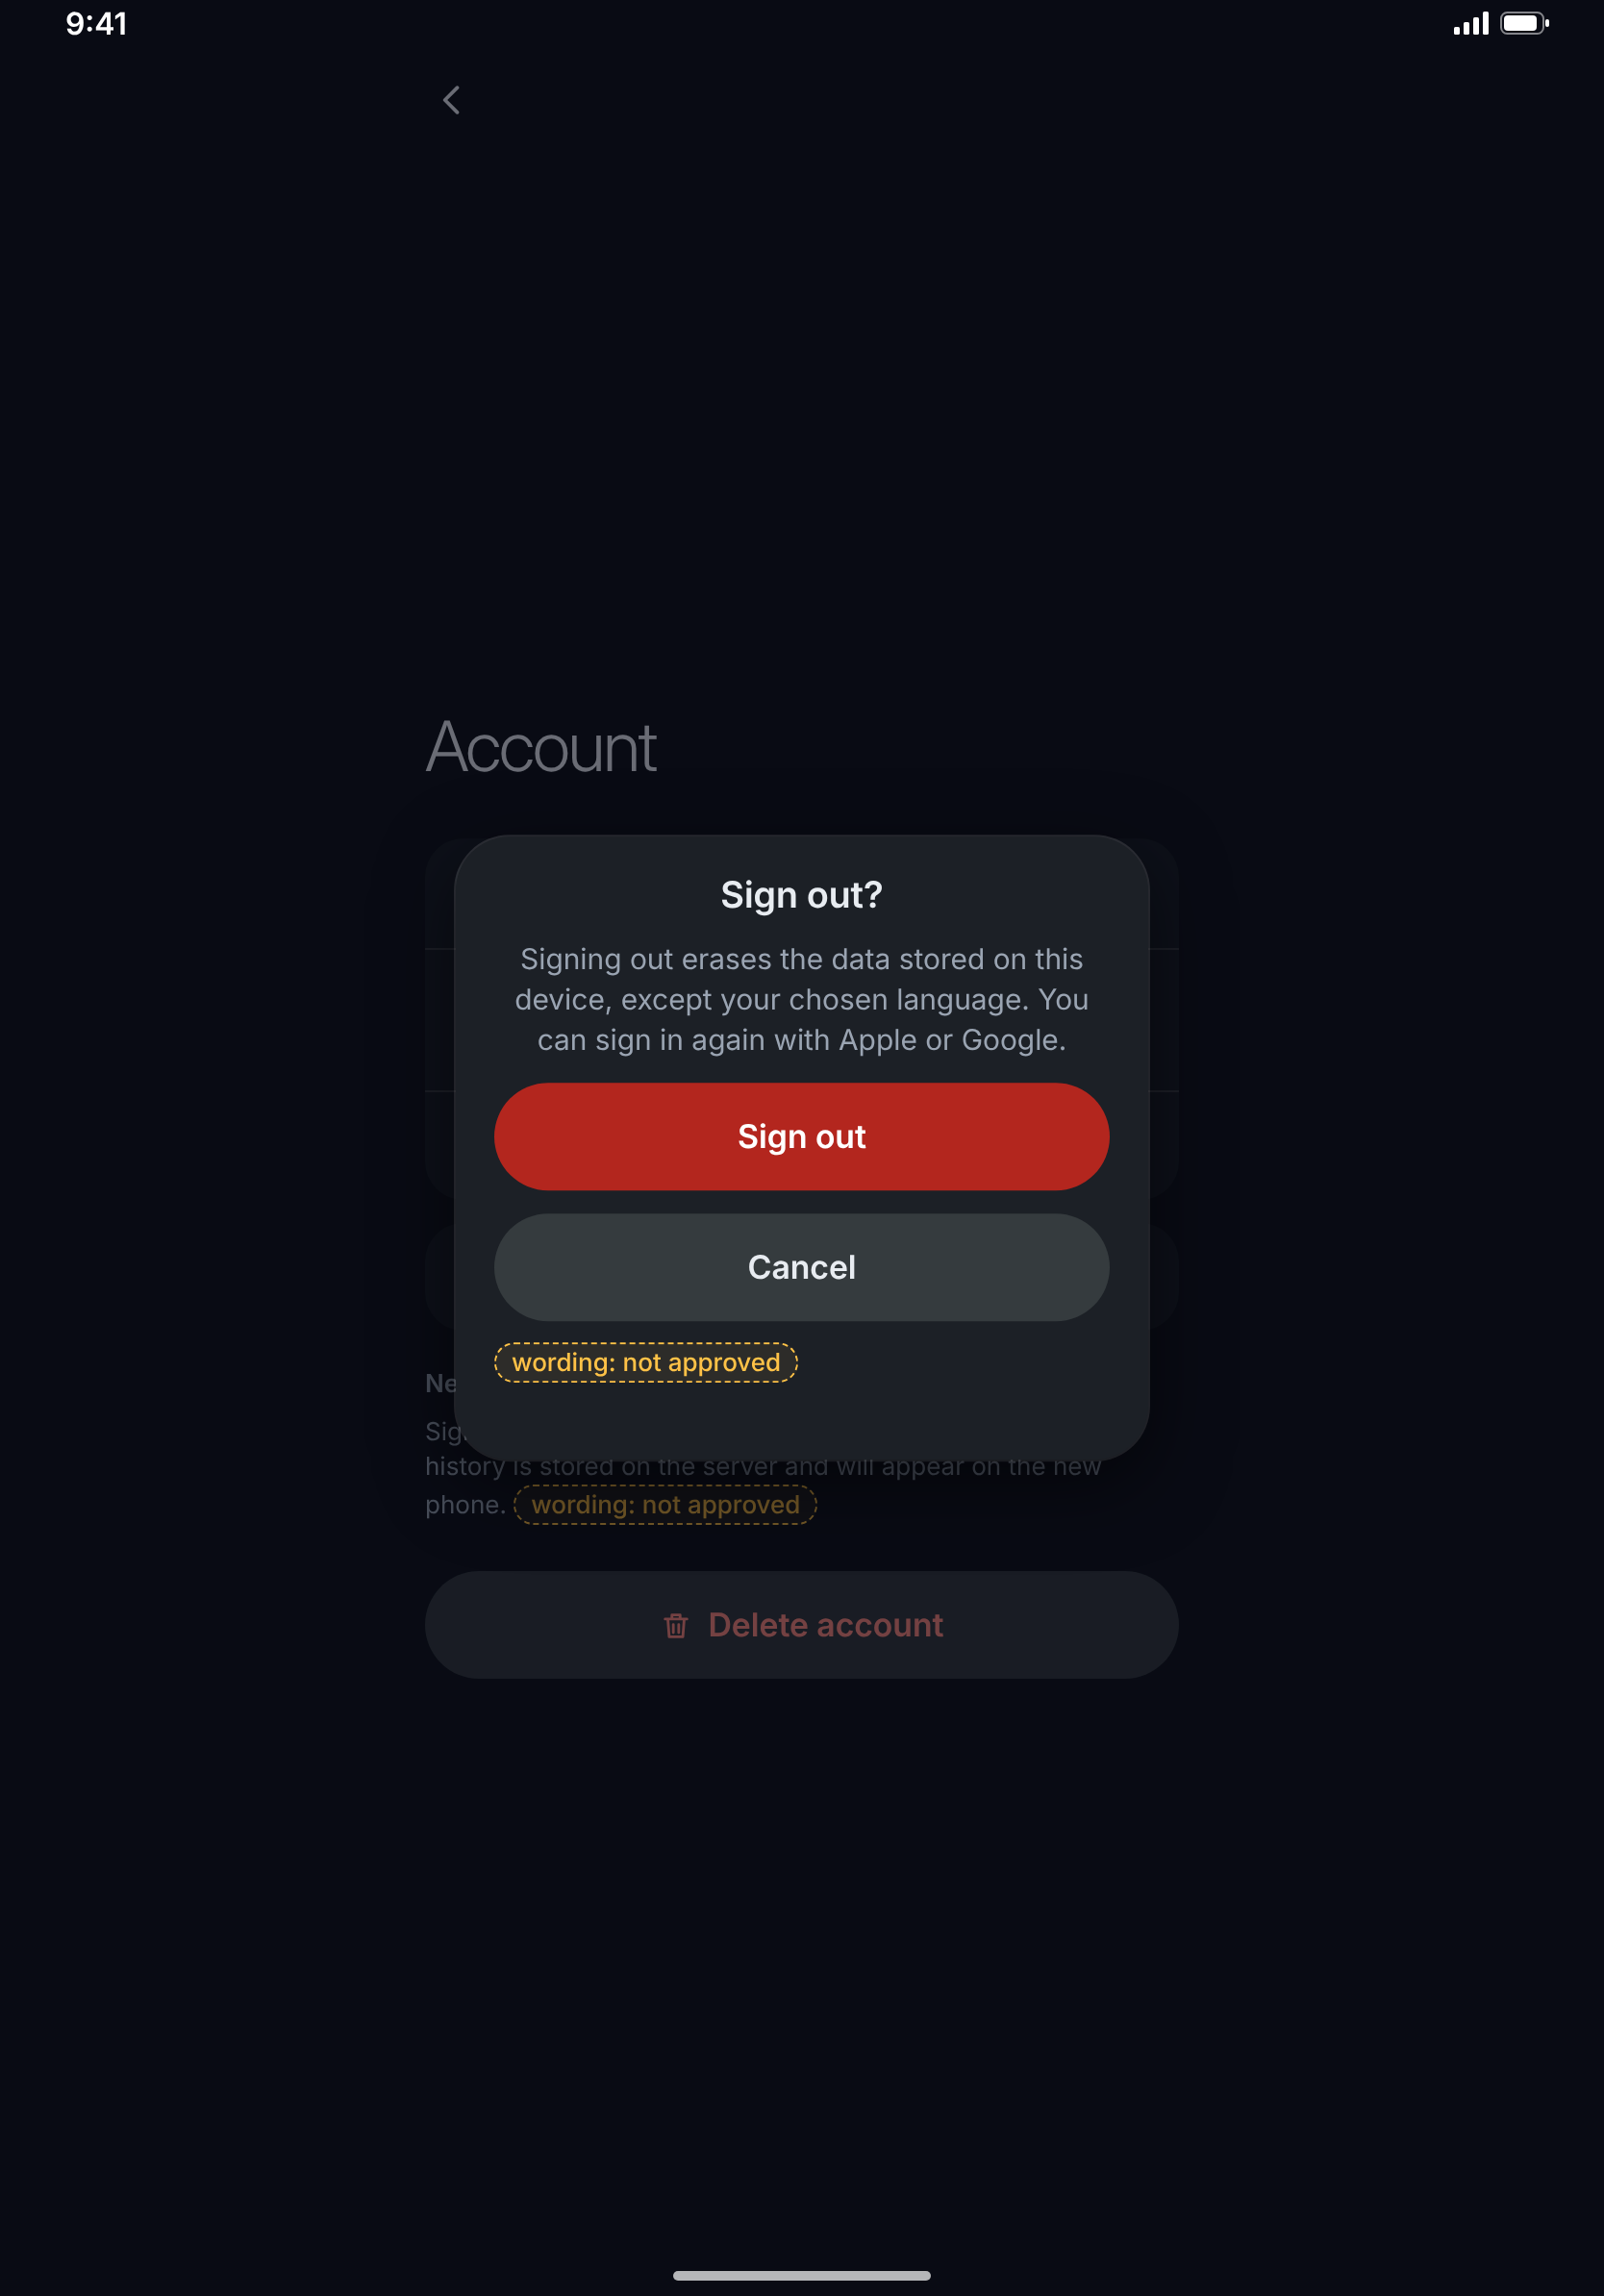 9:41
Account
Sign out?
Signing out erases the data stored on this
device, except your chosen language. You
can sign in again with Apple or Google.
Sign out
Cancel
wording: not approved
history is stored on the server and will appear on the new
phone. wording: not approved
Delete account